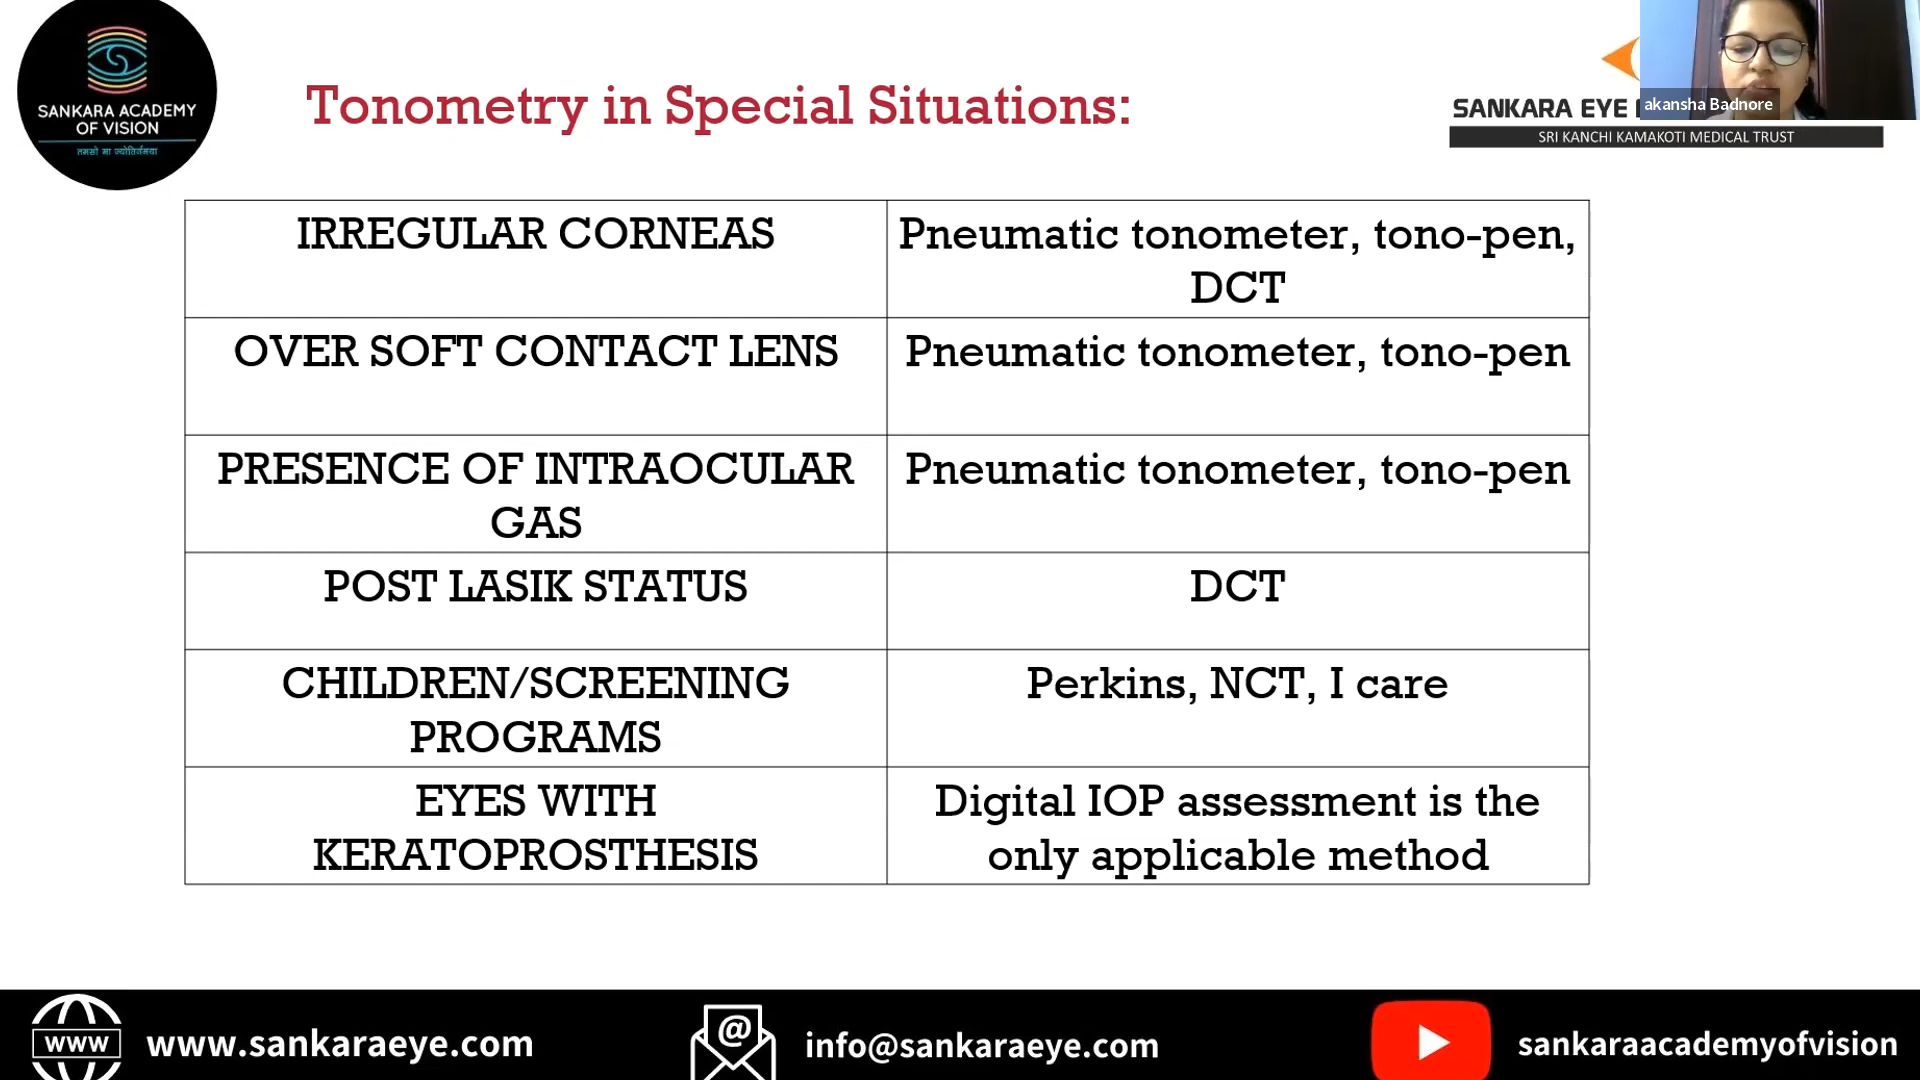 SANKARA ACADEMY
OF VISION
तमसो मा ज्योतिर्गमया
Tonometry in Special Situations:
SANKARA EYE
SRI KANCHI KAMAKOTI MEDICAL TRUST
akansha Badnore
IRREGULAR CORNEAS
Pneumatic tonometer, tono-pen,
DCT
OVER SOFT CONTACT LENS
Pneumatic tonometer, tono-pen
PRESENCE OF INTRAOCULAR
GAS
Pneumatic tonometer, tono-pen
POST LASIK STATUS
DCT
CHILDREN/SCREENING
PROGRAMS
Perkins, NCT, I care
EYES WITH
KERATOPROSTHESIS
Digital IOP assessment is the
only applicable method
www
www.sankaraeye.com
@
info@sankaraeye.com
sankaraacademyofvision